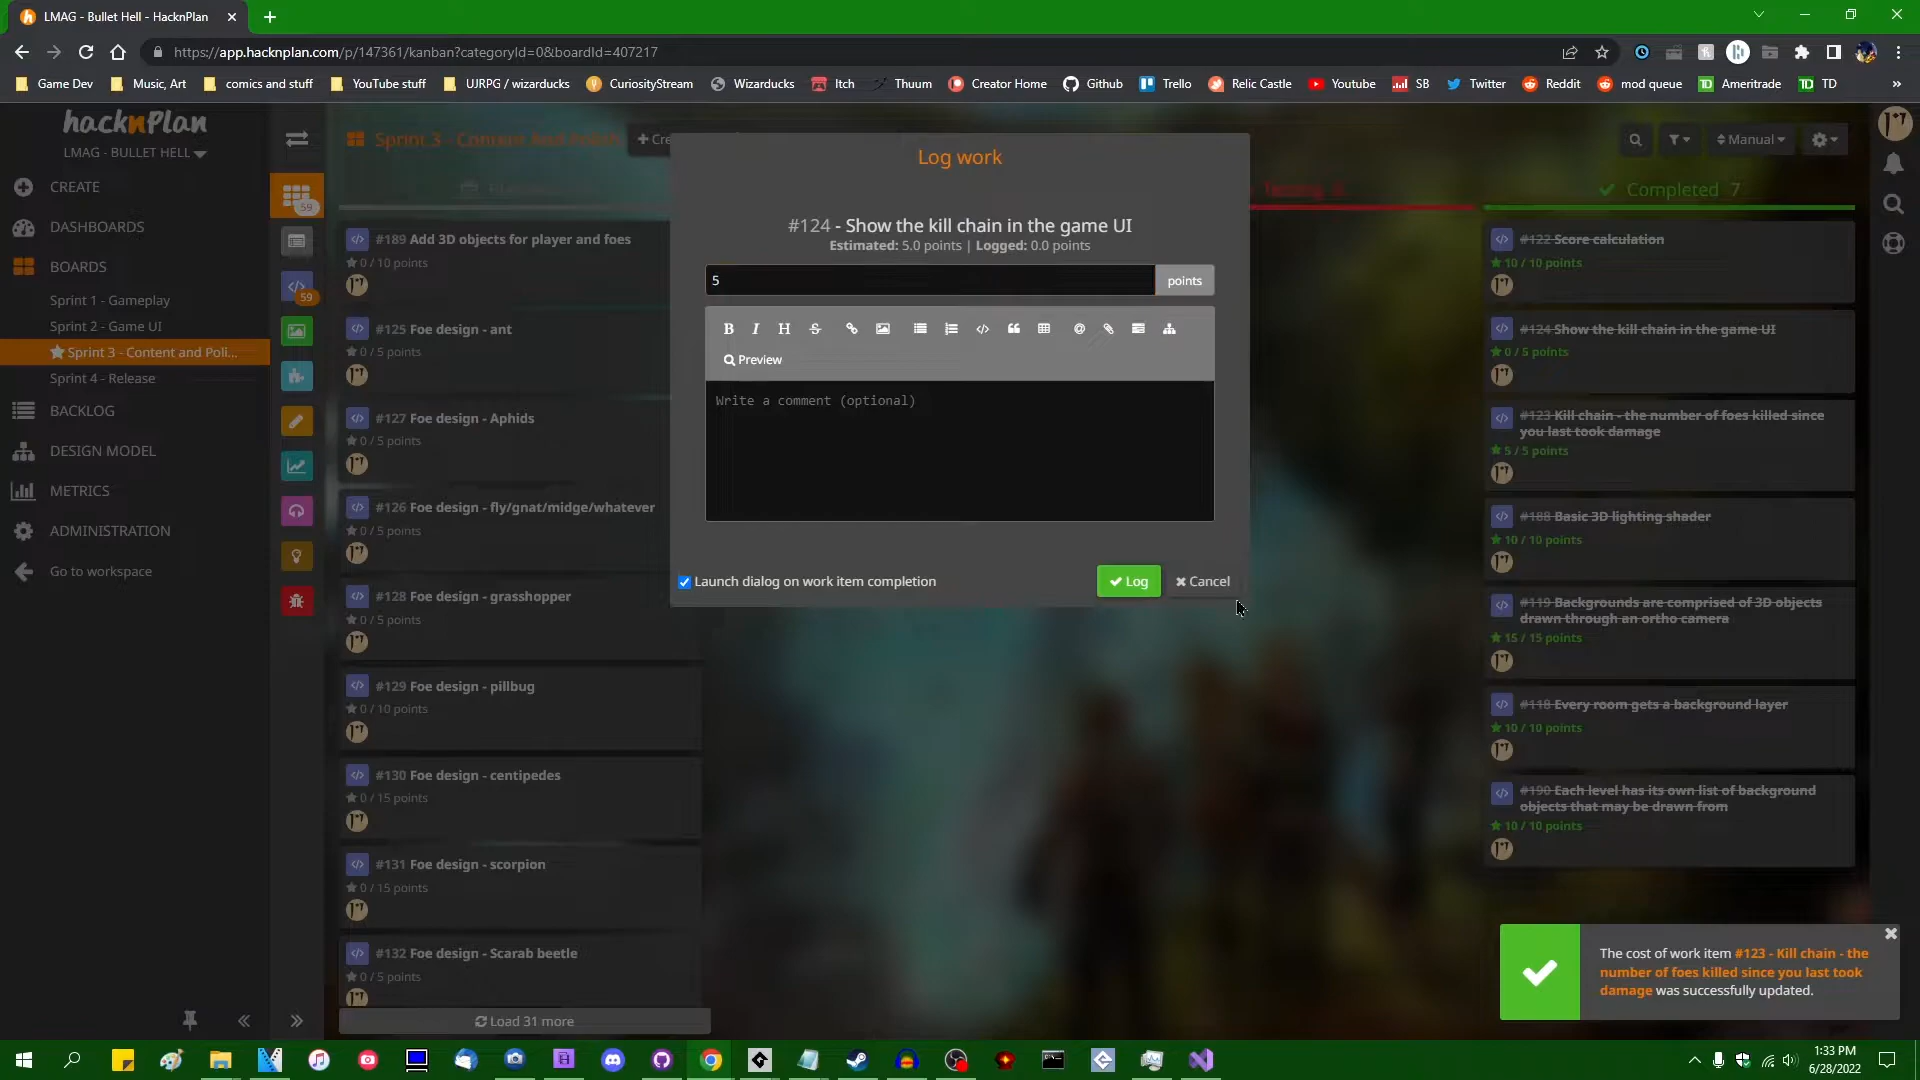 LMAG - Bullet Hell - HacknPlan
https://app.hacknplan.com/p/147361/kanban?categoryId=0&boardId=407217
Game Dev
Music, Art
comics and stuff
YouTube stuff
UJRPG / wizarducks
CuriosityStream
Wizarducks
Itch
Thuum
Creator Home
Github
Trello
Relic Castle
Youtube
SB
Twitter
Reddit
mod queue
Ameritrade
TD
hacknPlan
LMAG - BULLET HELL
CREATE
DASHBOARDS
BOARDS
Sprint 1 - Gameplay
Sprint 2 - Game UI
Sprint 3 - Content and Poli...
Sprint 4 - Release
BACKLOG
DESIGN MODEL
METRICS
ADMINISTRATION
Go to workspace
59
59
Sprint 3 - Content And Polish
+ Cre
Manual
#189 Add 3D objects for player and foes
0 / 10 points
#125 Foe design - ant
0 / 5 points
#127 Foe design - Aphids
0 / 5 points
#126 Foe design - fly/gnat/midge/whatever
0 / 5 points
#128 Foe design - grasshopper
0 / 5 points
#129 Foe design - pillbug
0 / 10 points
#130 Foe design - centipedes
0 / 15 points
#131 Foe design - scorpion
0 / 15 points
#132 Foe design - Scarab beetle
0 / 5 points
Load 31 more
Log work
#124 - Show the kill chain in the game UI
Estimated: 5.0 points | Logged: 0.0 points
5
points
B I H S
Preview
Write a comment (optional)
Launch dialog on work item completion
Log
Cancel
Testing 0
Completed 7
#122 Score calculation
10 / 10 points
#124 Show the kill chain in the game UI
0 / 5 points
#123 Kill chain - the number of foes killed since
you last took damage
5 / 5 points
#188 Basic 3D lighting shader
10 / 10 points
#119 Backgrounds are comprised of 3D objects
drawn through an ortho camera
15 / 15 points
#118 Every room gets a background layer
10 / 10 points
#190 Each level has its own list of background
objects that may be drawn from
10 / 10 points
The cost of work item #123 - Kill chain - the
number of foes killed since you last took
damage was successfully updated.
1:33 PM
6/28/2022